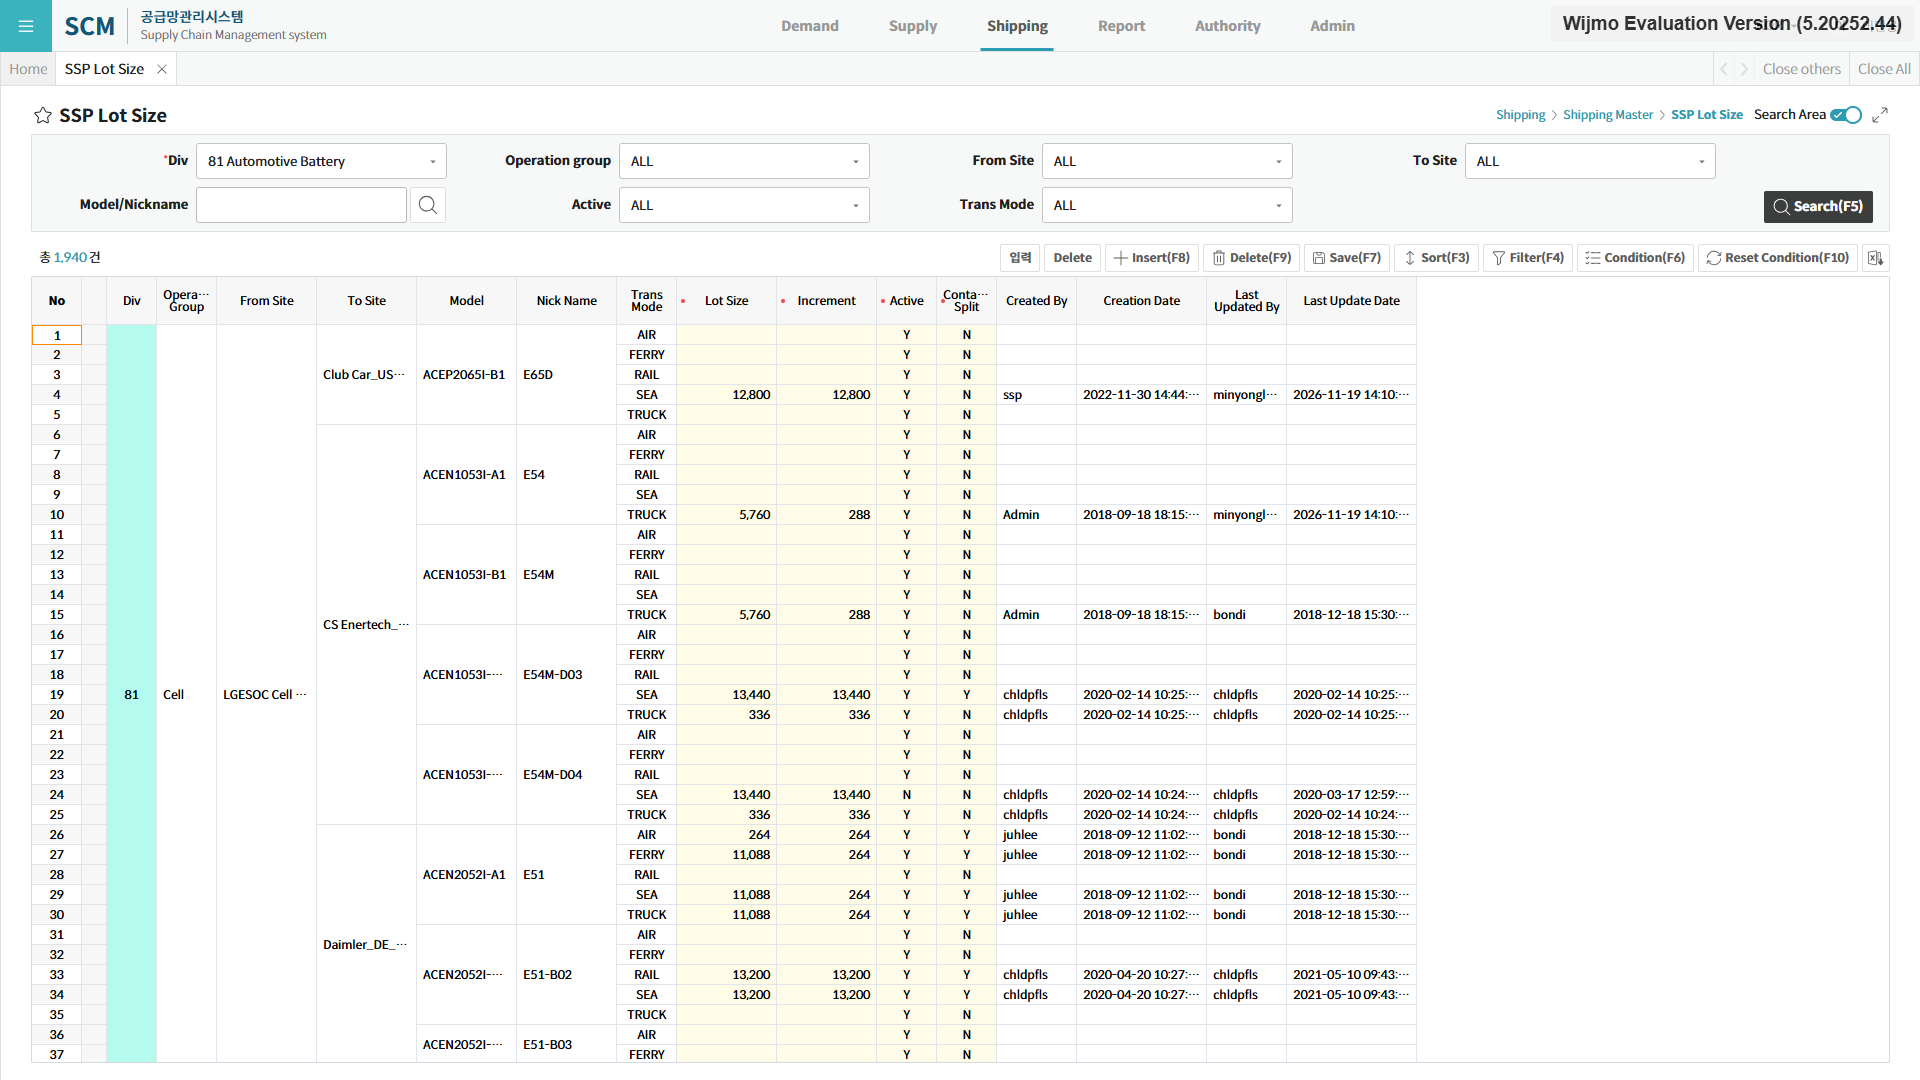 SCM 공급망관리시스템
Supply Chain Management system
Demand Supply Shipping Report Authority Admin
Wijmo Evaluation Version (5.20252.44)
Home SSP Lot Size Close others Close All
SSP Lot Size
Shipping > Shipping Master > SSP Lot Size Search Area
*Div 81 Automotive Battery Operation group ALL From Site ALL To Site ALL
Model/Nickname Active ALL Trans Mode ALL Search(F5)
총 1,940 건
입력 Delete Insert(F8) Delete(F9) Save(F7) Sort(F3) Filter(F4) Condition(F6) Reset Condition(F10)
No Div Opera··· Group From Site To Site Model Nick Name Trans Mode Lot Size Increment Active Conta··· Split Created By Creation Date Last Updated By Last Update Date
1 AIR Y N
2 FERRY Y N
3 Club Car_US··· ACEP2065I-B1 E65D RAIL Y N
4 SEA 12,800 12,800 Y N ssp 2022-11-30 14:44:··· minyongl··· 2026-11-19 14:10:···
5 TRUCK Y N
6 AIR Y N
7 FERRY Y N
8 ACEN1053I-A1 E54 RAIL Y N
9 SEA Y N
10 TRUCK 5,760 288 Y N Admin 2018-09-18 18:15:··· minyongl··· 2026-11-19 14:10:···
11 AIR Y N
12 FERRY Y N
13 ACEN1053I-B1 E54M RAIL Y N
14 SEA Y N
15 CS Enertech_··· TRUCK 5,760 288 Y N Admin 2018-09-18 18:15:··· bondi 2018-12-18 15:30:···
16 AIR Y N
17 FERRY Y N
18 ACEN1053I-··· E54M-D03 RAIL Y N
19 81 Cell LGESOC Cell ··· SEA 13,440 13,440 Y Y chldpfls 2020-02-14 10:25:··· chldpfls 2020-02-14 10:25:···
20 TRUCK 336 336 Y N chldpfls 2020-02-14 10:25:··· chldpfls 2020-02-14 10:25:···
21 AIR Y N
22 FERRY Y N
23 ACEN1053I-··· E54M-D04 RAIL Y N
24 SEA 13,440 13,440 N N chldpfls 2020-02-14 10:24:··· chldpfls 2020-03-17 12:59:···
25 TRUCK 336 336 Y N chldpfls 2020-02-14 10:24:··· chldpfls 2020-02-14 10:24:···
26 AIR 264 264 Y Y juhlee 2018-09-12 11:02:··· bondi 2018-12-18 15:30:···
27 FERRY 11,088 264 Y Y juhlee 2018-09-12 11:02:··· bondi 2018-12-18 15:30:···
28 ACEN2052I-A1 E51 RAIL Y N
29 SEA 11,088 264 Y Y juhlee 2018-09-12 11:02:··· bondi 2018-12-18 15:30:···
30 TRUCK 11,088 264 Y Y juhlee 2018-09-12 11:02:··· bondi 2018-12-18 15:30:···
31 Daimler_DE_··· AIR Y N
32 FERRY Y N
33 ACEN2052I-··· E51-B02 RAIL 13,200 13,200 Y Y chldpfls 2020-04-20 10:27:··· chldpfls 2021-05-10 09:43:···
34 SEA 13,200 13,200 Y Y chldpfls 2020-04-20 10:27:··· chldpfls 2021-05-10 09:43:···
35 TRUCK Y N
36 ACEN2052I-··· E51-B03 AIR Y N
37 FERRY Y N